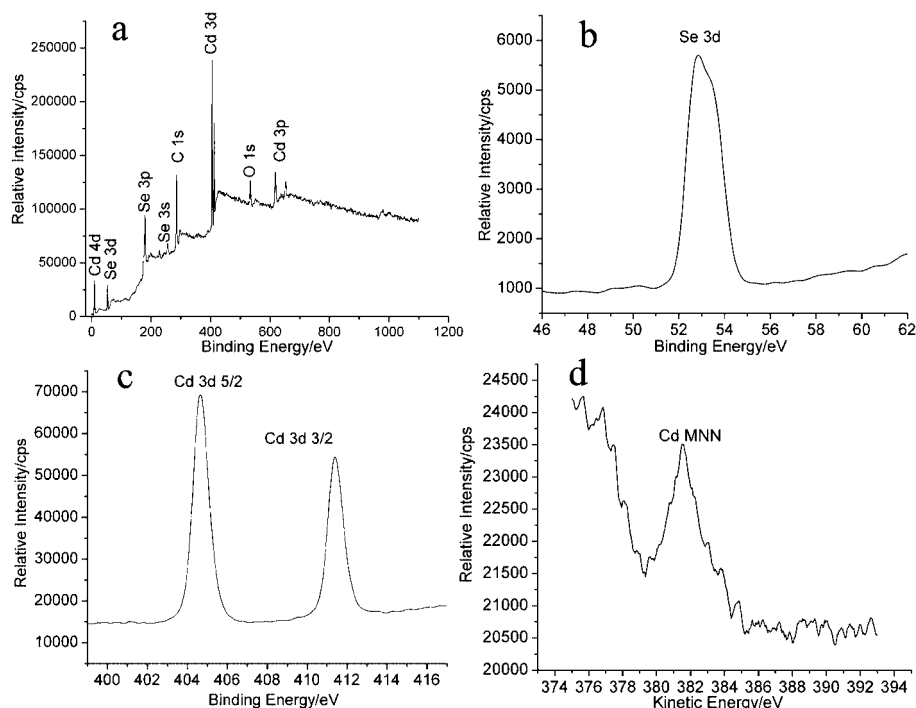 a
Cd 4d
Se 3d
Se 3p
Se 3s
C 1s
Cd 3d
O 1s
Cd 3p
250000
200000
150000
100000
50000
0
0 200 400 600 800 1000 1200
Relative Intensity/cps
Binding Energy/eV
b
Se 3d
6000
5000
4000
3000
2000
1000
46 48 50 52 54 56 58 60 62
Relative Intensity/cps
Binding Energy/eV
c
Cd 3d 5/2
Cd 3d 3/2
70000
60000
50000
40000
30000
20000
10000
400 402 404 406 408 410 412 414 416
Relative Intensity/cps
Binding Energy/eV
d
Cd MNN
24500
24000
23500
23000
22500
22000
21500
21000
20500
20000
374 376 378 380 382 384 386 388 390 392 394
Relative Intensity/cps
Kinetic Energy/eV